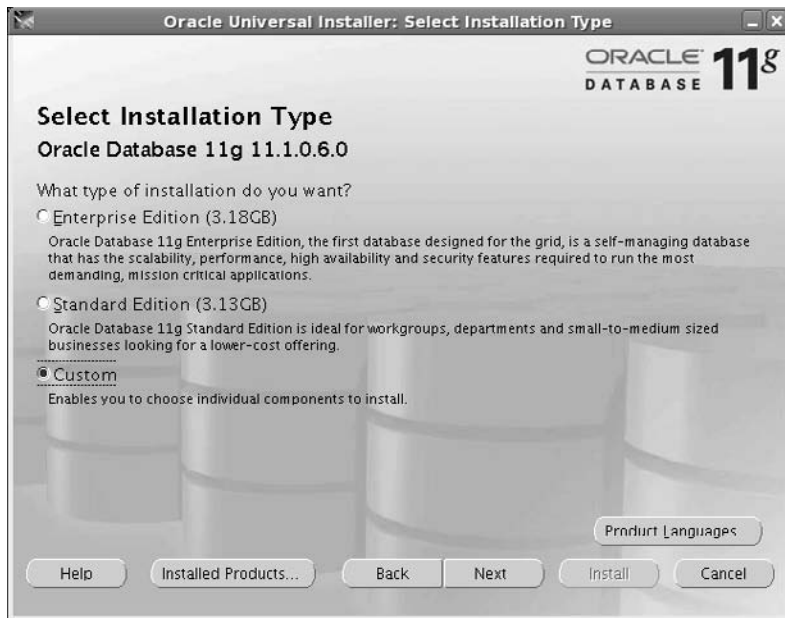 Oracle Universal Installer: Select Installation Type
ORACLE 11g
DATABASE
Select Installation Type
Oracle Database 11g 11.1.0.6.0
What type of installation do you want?
Enterprise Edition (3.18GB)
Oracle Database 11g Enterprise Edition, the first database designed for the grid, is a self-managing database
that has the scalability, performance, high availability and security features required to run the most
demanding, mission critical applications.
Standard Edition (3.13GB)
Oracle Database 11g Standard Edition is ideal for workgroups, departments and small-to-medium sized
businesses looking for a lower-cost offering.
Custom
Enables you to choose individual components to install.
Product Languages
Help Installed Products... Back Next Install Cancel